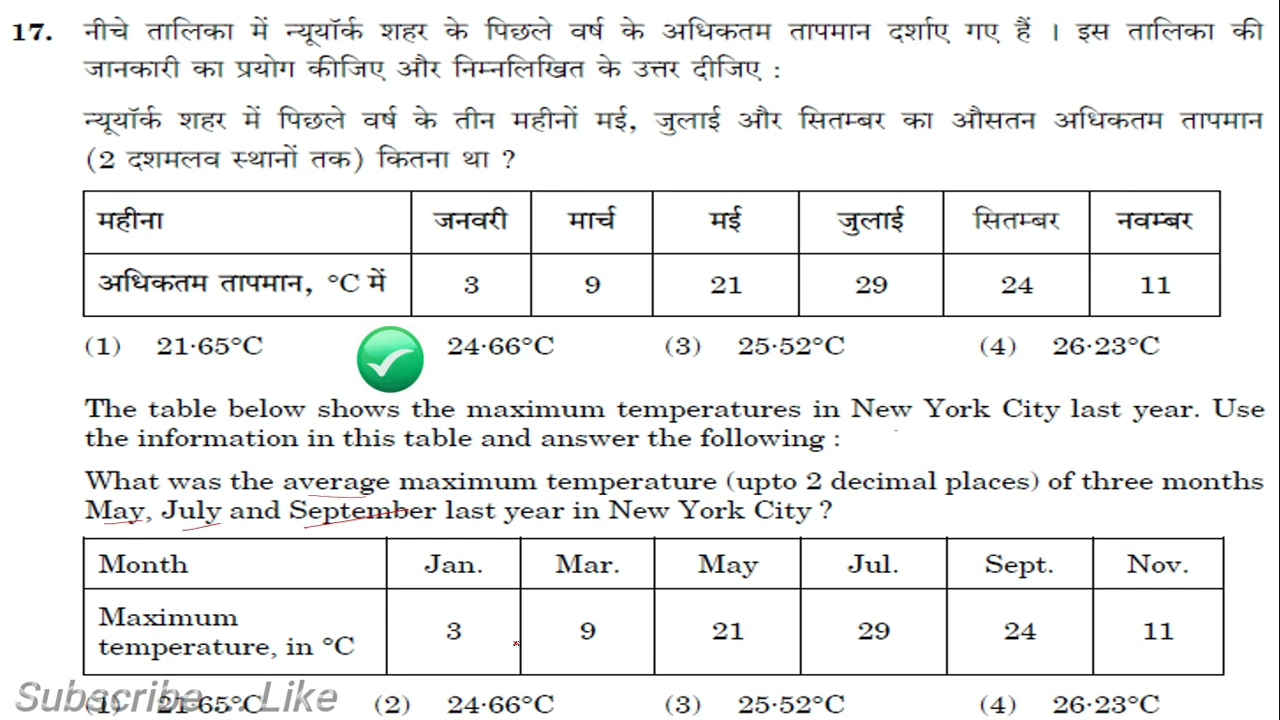 17. नीचे तालिका में न्यूयॉर्क शहर के पिछले वर्ष के अधिकतम तापमान दर्शाए गए हैं । इस तालिका की
जानकारी का प्रयोग कीजिए और निम्नलिखित के उत्तर दीजिए :
न्यूयॉर्क शहर में पिछले वर्ष के तीन महीनों मई, जुलाई और सितम्बर का औसतन अधिकतम तापमान
(2 दशमलव स्थानों तक) कितना था ?
महीना जनवरी मार्च मई जुलाई सितम्बर नवम्बर
अधिकतम तापमान, °C में 3 9 21 29 24 11
(1) 21·65°C 24·66°C (3) 25·52°C (4) 26·23°C
The table below shows the maximum temperatures in New York City last year. Use
the information in this table and answer the following :
What was the average maximum temperature (upto 2 decimal places) of three months
May, July and September last year in New York City ?
Month Jan. Mar. May Jul. Sept. Nov.
Maximum
temperature, in °C 3 9 21 29 24 11
(1) 21·65°C (2) 24·66°C (3) 25·52°C (4) 26·23°C
Subscribe... Like